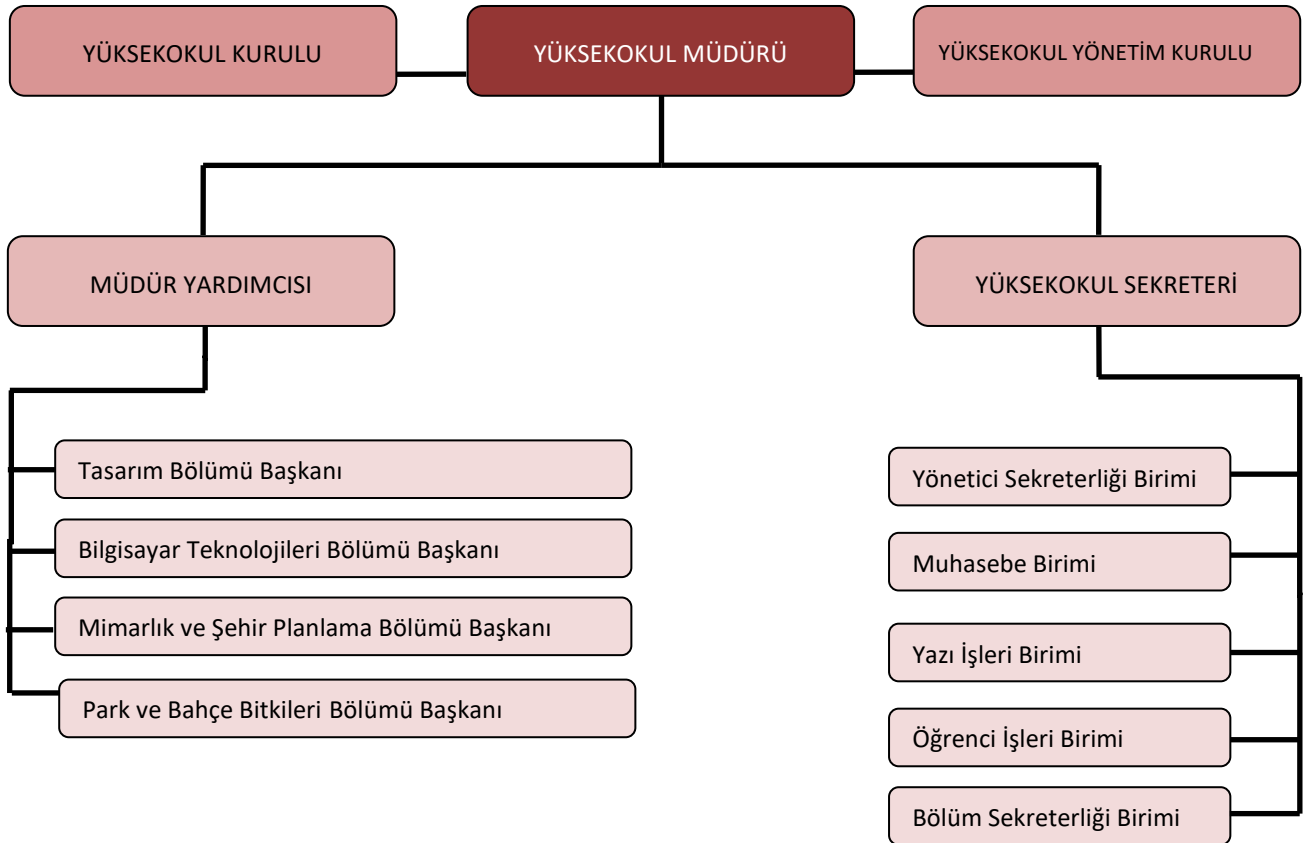 YÜKSEKOKUL KURULU
YÜKSEKOKUL MÜDÜRÜ
YÜKSEKOKUL YÖNETİM KURULU
MÜDÜR YARDIMCISI
YÜKSEKOKUL SEKRETERİ
Tasarım Bölümü Başkanı
Bilgisayar Teknolojileri Bölümü Başkanı
Mimarlık ve Şehir Planlama Bölümü Başkanı
Park ve Bahçe Bitkileri Bölümü Başkanı
Yönetici Sekreterliği Birimi
Muhasebe Birimi
Yazı İşleri Birimi
Öğrenci İşleri Birimi
Bölüm Sekreterliği Birimi